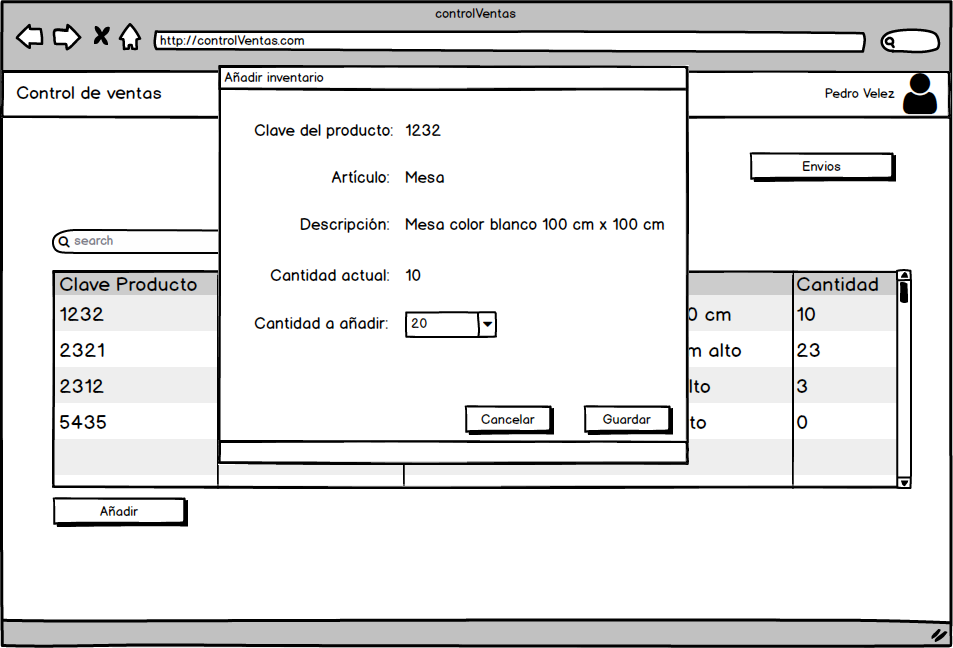 controlVentas
http://controlVentas.com
Añadir inventario
Control de ventas
Pedro Velez
Clave del producto: 1232
Envios
Artículo: Mesa
Descripción: Mesa color blanco 100 cm x 100 cm
search
Cantidad actual: 10
Clave Producto Cantidad
1232 0 cm 10
Cantidad a añadir: 20
2321 m alto 23
2312 lto 3
5435 to 0
Cancelar Guardar
Añadir